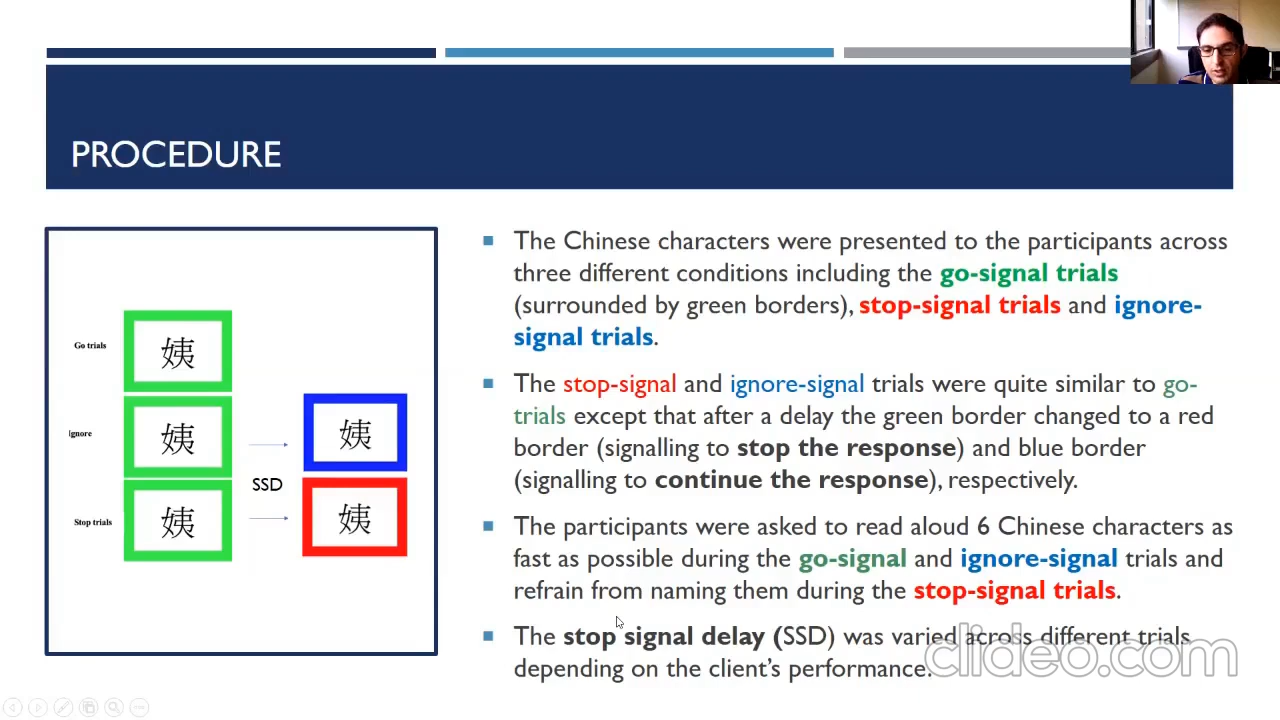 PROCEDURE
Go trials
姨
Ignore
姨
姨
SSD
Stop trials
姨
姨
The Chinese characters were presented to the participants across
three different conditions including the go-signal trials
(surrounded by green borders), stop-signal trials and ignore-
signal trials.
The stop-signal and ignore-signal trials were quite similar to go-
trials except that after a delay the green border changed to a red
border (signalling to stop the response) and blue border
(signalling to continue the response), respectively.
The participants were asked to read aloud 6 Chinese characters as
fast as possible during the go-signal and ignore-signal trials and
refrain from naming them during the stop-signal trials.
The stop signal delay (SSD) was varied across different trials
depending on the client's performance.
clideo.com